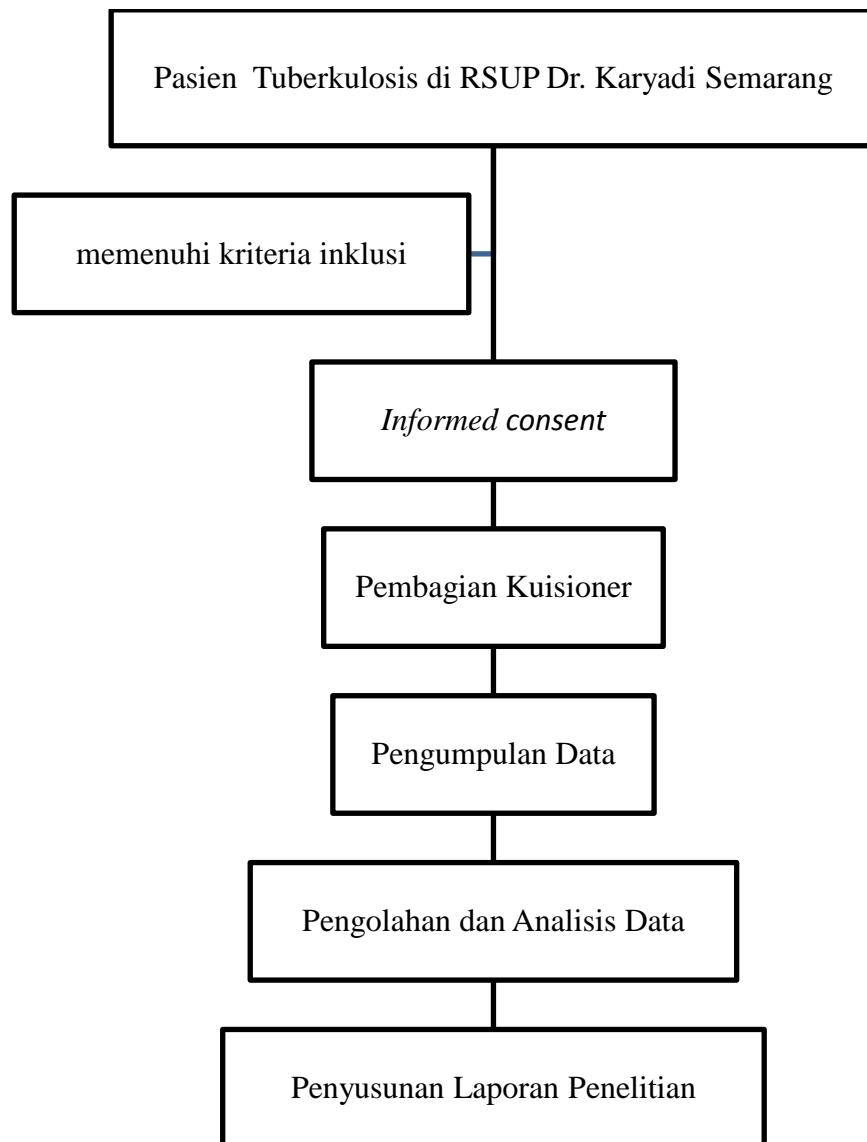 Pasien Tuberkulosis di RSUP Dr. Karyadi Semarang
memenuhi kriteria inklusi
Informed consent
Pembagian Kuisioner
Pengumpulan Data
Pengolahan dan Analisis Data
Penyusunan Laporan Penelitian